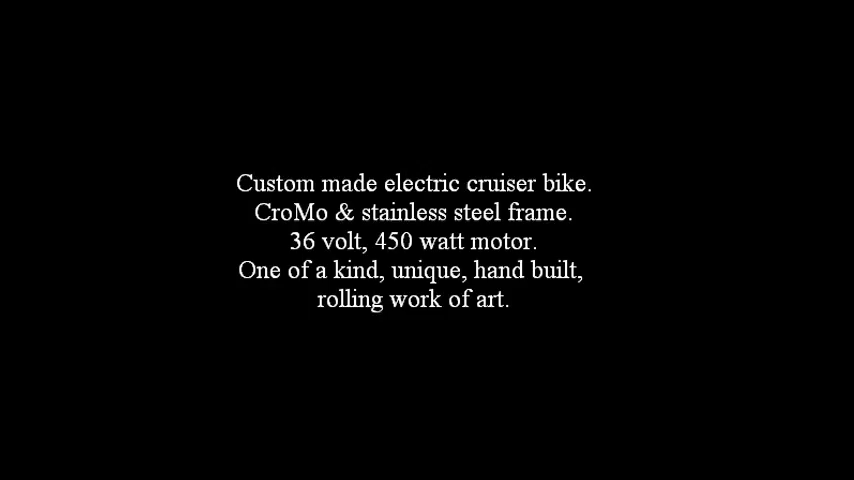 Custom made electric cruiser bike.
CroMo & stainless steel frame.
36 volt, 450 watt motor.
One of a kind, unique, hand built,
rolling work of art.